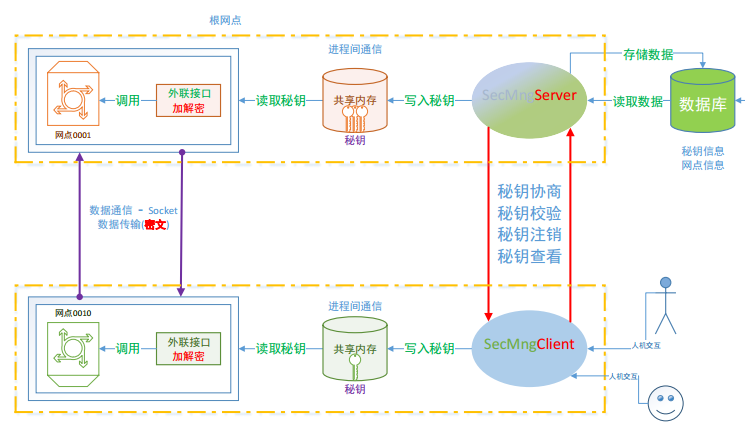 根网点
进程间通信
存储数据
外联接口
加解密
调用
读取秘钥
共享内存
写入秘钥
SecMngServer
读取数据
数据库
网点0001
秘钥
秘钥信息
网点信息
数据通信 - Socket
数据传输(密文)
秘钥协商
秘钥校验
秘钥注销
秘钥查看
进程间通信
网点0010
外联接口
加解密
调用
读取秘钥
共享内存
写入秘钥
SecMngClient
人机交互
秘钥
人机交互